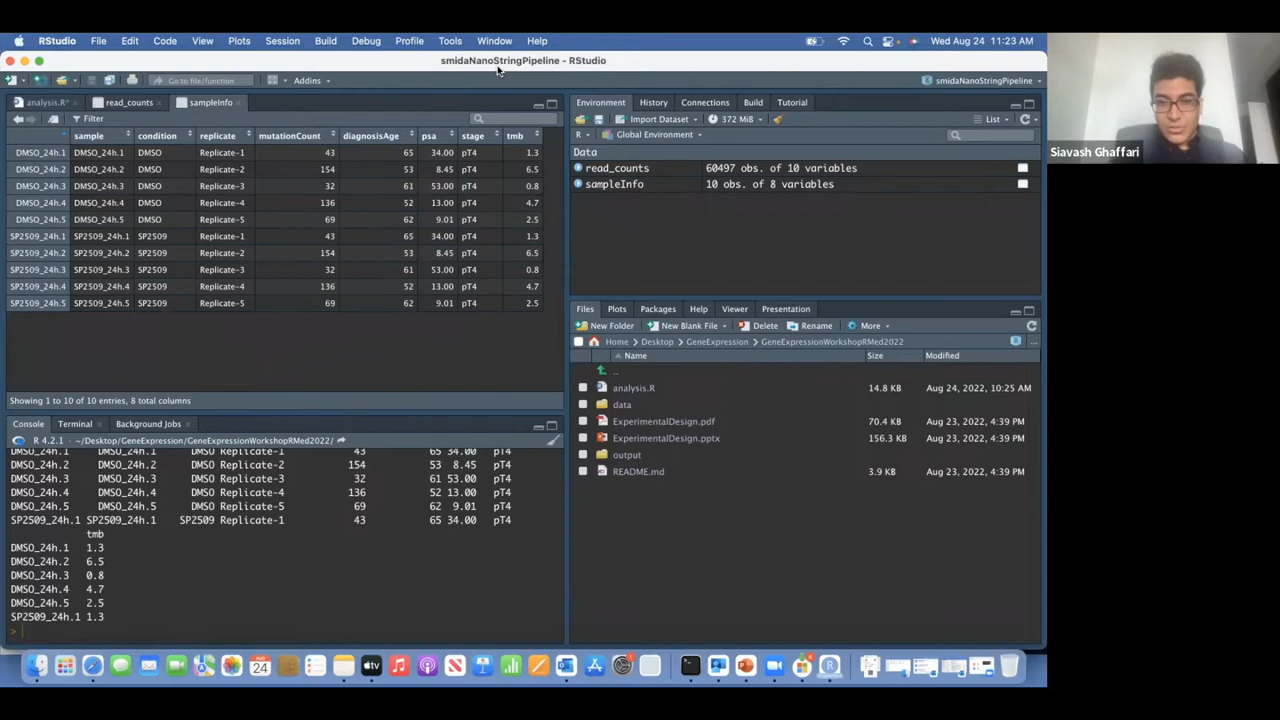 RStudio File Edit Code View Plots Session Build Debug Profile Tools Window Help Wed Aug 24 11:23 AM
smidaNanoStringPipeline - RStudio
Go to file/function Addins smidaNanoStringPipeline
analysis.R* read_counts sampleInfo
Filter
sample condition replicate mutationCount diagnosisAge psa stage tmb
DMSO_24h.1 DMSO_24h.1 DMSO Replicate-1 43 65 34.00 pT4 1.3
DMSO_24h.2 DMSO_24h.2 DMSO Replicate-2 154 53 8.45 pT4 6.5
DMSO_24h.3 DMSO_24h.3 DMSO Replicate-3 32 61 53.00 pT4 0.8
DMSO_24h.4 DMSO_24h.4 DMSO Replicate-4 136 52 13.00 pT4 4.7
DMSO_24h.5 DMSO_24h.5 DMSO Replicate-5 69 62 9.01 pT4 2.5
SP2509_24h.1 SP2509_24h.1 SP2509 Replicate-1 43 65 34.00 pT4 1.3
SP2509_24h.2 SP2509_24h.2 SP2509 Replicate-2 154 53 8.45 pT4 6.5
SP2509_24h.3 SP2509_24h.3 SP2509 Replicate-3 32 61 53.00 pT4 0.8
SP2509_24h.4 SP2509_24h.4 SP2509 Replicate-4 136 52 13.00 pT4 4.7
SP2509_24h.5 SP2509_24h.5 SP2509 Replicate-5 69 62 9.01 pT4 2.5
Showing 1 to 10 of 10 entries, 8 total columns
Console Terminal Background Jobs
R 4.2.1 · ~/Desktop/GeneExpression/GeneExpressionWorkshopRMed2022/
DMSO_24h.1 DMSO_24h.1 DMSO Replicate-1 43 65 34.00 pT4
DMSO_24h.2 DMSO_24h.2 DMSO Replicate-2 154 53 8.45 pT4
DMSO_24h.3 DMSO_24h.3 DMSO Replicate-3 32 61 53.00 pT4
DMSO_24h.4 DMSO_24h.4 DMSO Replicate-4 136 52 13.00 pT4
DMSO_24h.5 DMSO_24h.5 DMSO Replicate-5 69 62 9.01 pT4
SP2509_24h.1 SP2509_24h.1 SP2509 Replicate-1 43 65 34.00 pT4
tmb
DMSO_24h.1 1.3
DMSO_24h.2 6.5
DMSO_24h.3 0.8
DMSO_24h.4 4.7
DMSO_24h.5 2.5
SP2509_24h.1 1.3
>
Environment History Connections Build Tutorial
Import Dataset 372 MiB List
R Global Environment
Data
read_counts 60497 obs. of 10 variables
sampleInfo 10 obs. of 8 variables
Files Plots Packages Help Viewer Presentation
New Folder New Blank File Delete Rename More
Home Desktop GeneExpression GeneExpressionWorkshopRMed2022 ...
Name Size Modified
..
analysis.R 14.8 KB Aug 24, 2022, 10:25 AM
data
ExperimentalDesign.pdf 70.4 KB Aug 23, 2022, 4:39 PM
ExperimentalDesign.pptx 156.3 KB Aug 23, 2022, 4:39 PM
output
README.md 3.9 KB Aug 23, 2022, 4:39 PM
Siavash Ghaffari